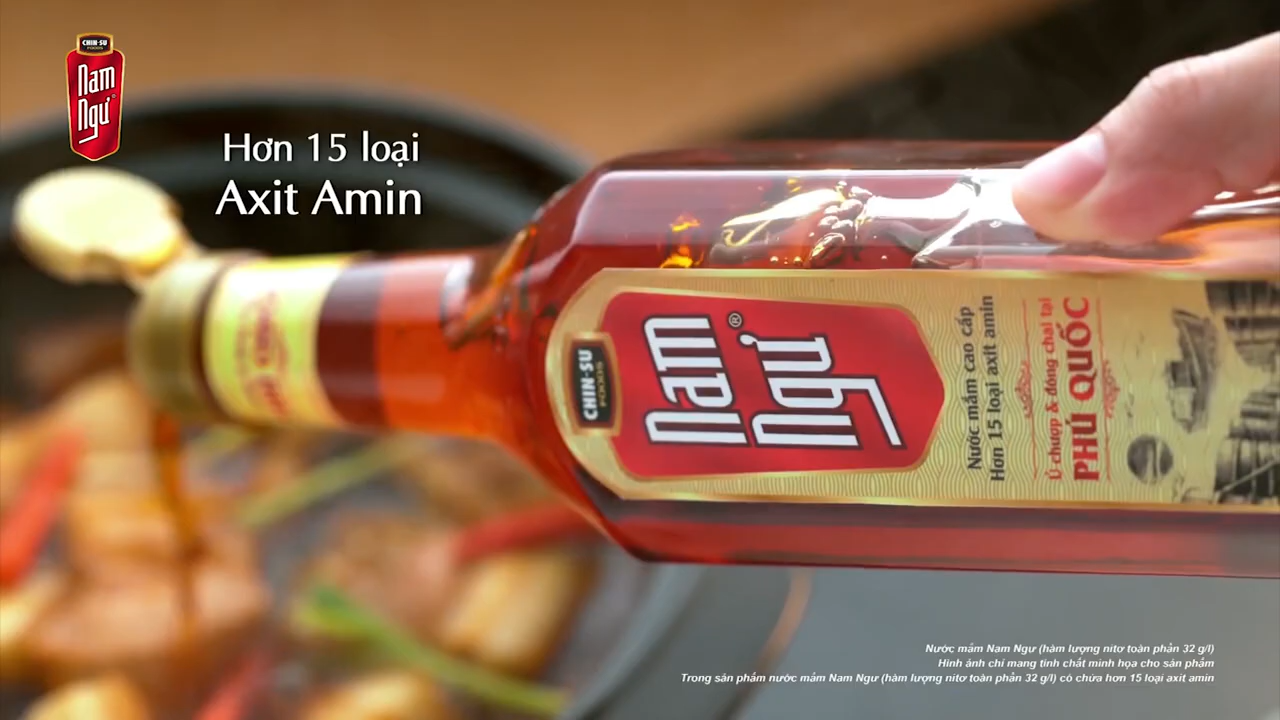 CHIN-SU
FOODS
Nam
Ngư
Hơn 15 loại
Axit Amin
CHIN-SU
FOODS
Nam
Ngư®
Nước mắm cao cấp
Hơn 15 loại axit amin
Ủ chượp & đóng chai tại
PHÚ QUỐC
Nước mắm Nam Ngư (hàm lượng nitơ toàn phần 32 g/l)
Hình ảnh chỉ mang tính chất minh họa cho sản phẩm
Trong sản phẩm nước mắm Nam Ngư (hàm lượng nitơ toàn phần 32 g/l) có chứa hơn 15 loại axit amin